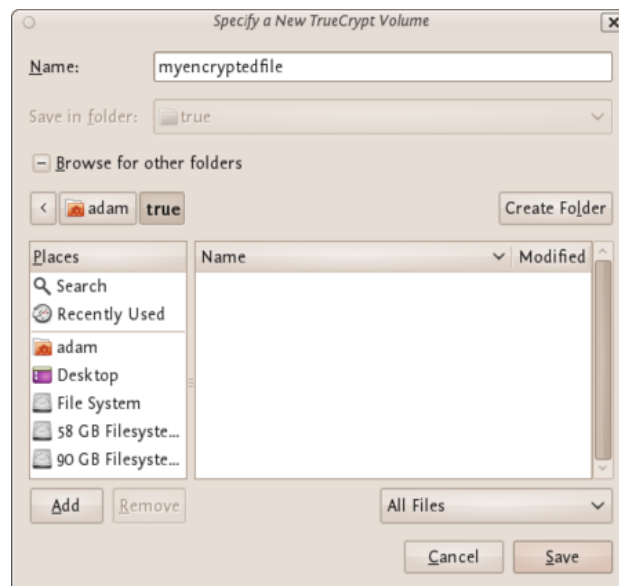 Specify a New TrueCrypt Volume
Name: myencryptedfile
Save in folder: true
Browse for other folders
adam true Create Folder
Places Name Modified
Search
Recently Used
adam
Desktop
File System
58 GB Filesyste...
90 GB Filesyste...
Add Remove All Files
Cancel Save